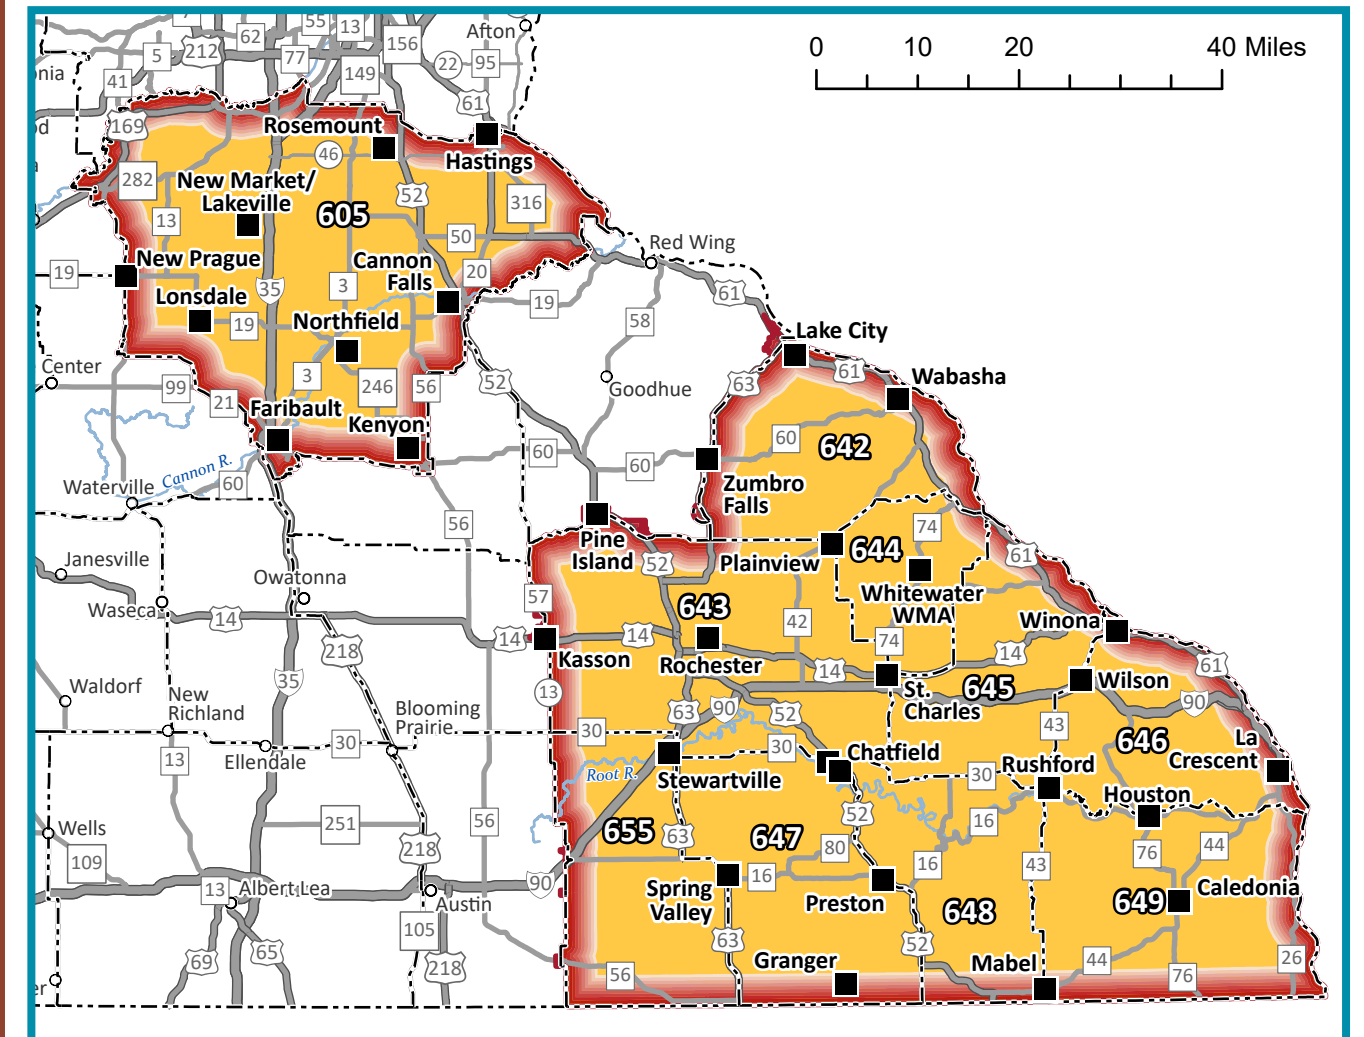 0 10 20 40 Miles
55
13
62
156
Afton
212
5
77
22
95
149
41
onia
61
169
Rosemount
46
Hastings
282
New Market/
Lakeville
52
316
13
605
50
Red Wing
New Prague
Cannon
Falls
20
19
35
3
61
Lonsdale
19
19
Northfield
58
Lake City
Center
99
3
246
56
52
63
61
Wabasha
21
Goodhue
Faribault
Kenyon
60
60
60
642
Cannon R.
60
Waterville
Zumbro
Falls
56
74
Pine
Island
52
Plainview
644
61
Janesville
Owatonna
57
Whitewater
WMA
643
Waseca
14
42
Winona
14
14
74
Rochester
Kasson
14
14
61
218
35
13
Waldorf
St.
Charles
645
Wilson
New
Richland
Blooming
Prairie
63
90
52
43
90
30
646
La
Crescent
30
30
Chatfield
Ellendale
13
Root R.
Stewartville
30
Rushford
Houston
52
16
Wells
251
56
655
63
647
44
109
218
80
16
43
76
13
Albert Lea
90
16
Spring
Valley
Preston
Caledonia
Austin
648
649
105
63
52
69
65
218
56
Granger
Mabel
44
76
26
er